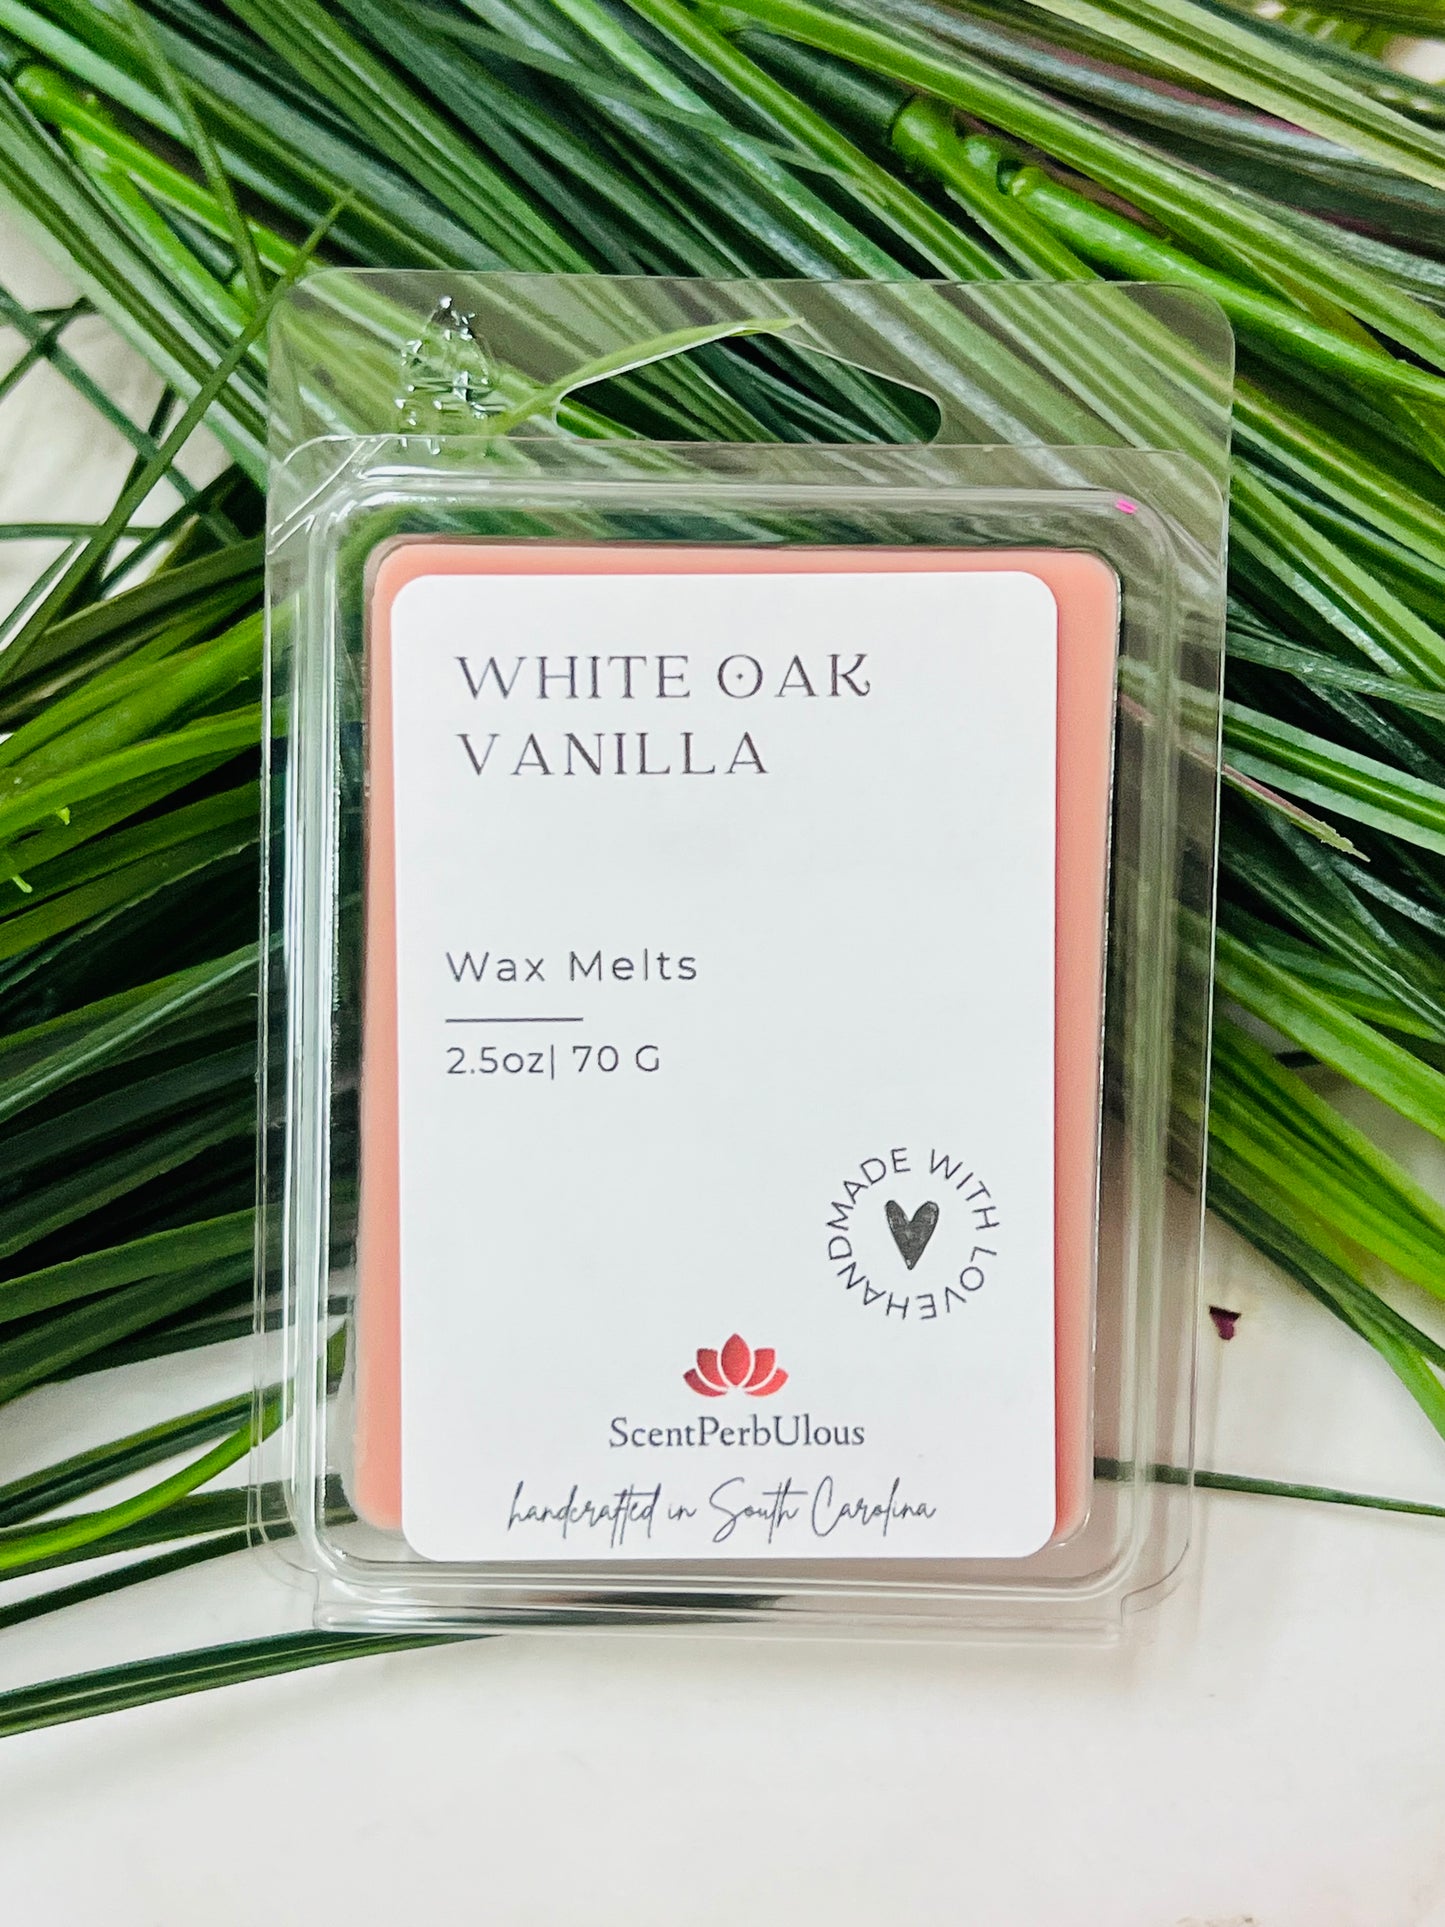 WHITE OAK
VANILLA
Wax Melts
2.5oz| 70 G
HANDMADE WITH LOVE
ScentPerbUlous
handcrafted in South Carolina